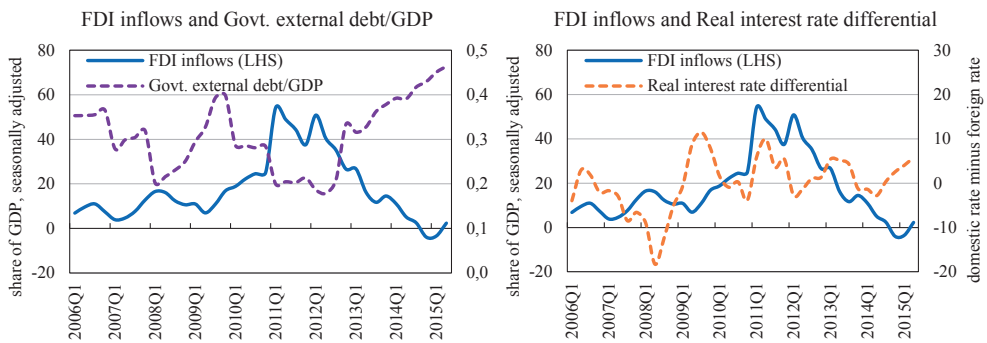 FDI inflows and Govt. external debt/GDP
share of GDP, seasonally adjusted
80
60
40
20
0
-20
FDI inflows (LHS)
Govt. external debt/GDP
0,5
0,4
0,3
0,2
0,1
0,0
2006Q1
2007Q1
2008Q1
2009Q1
2010Q1
2011Q1
2012Q1
2013Q1
2014Q1
2015Q1
FDI inflows and Real interest rate differential
share of GDP, seasonally adjusted
80
60
40
20
0
-20
FDI inflows (LHS)
Real interest rate differential
30
20
10
0
-10
-20
domestic rate minus foreign rate
2006Q1
2007Q1
2008Q1
2009Q1
2010Q1
2011Q1
2012Q1
2013Q1
2014Q1
2015Q1